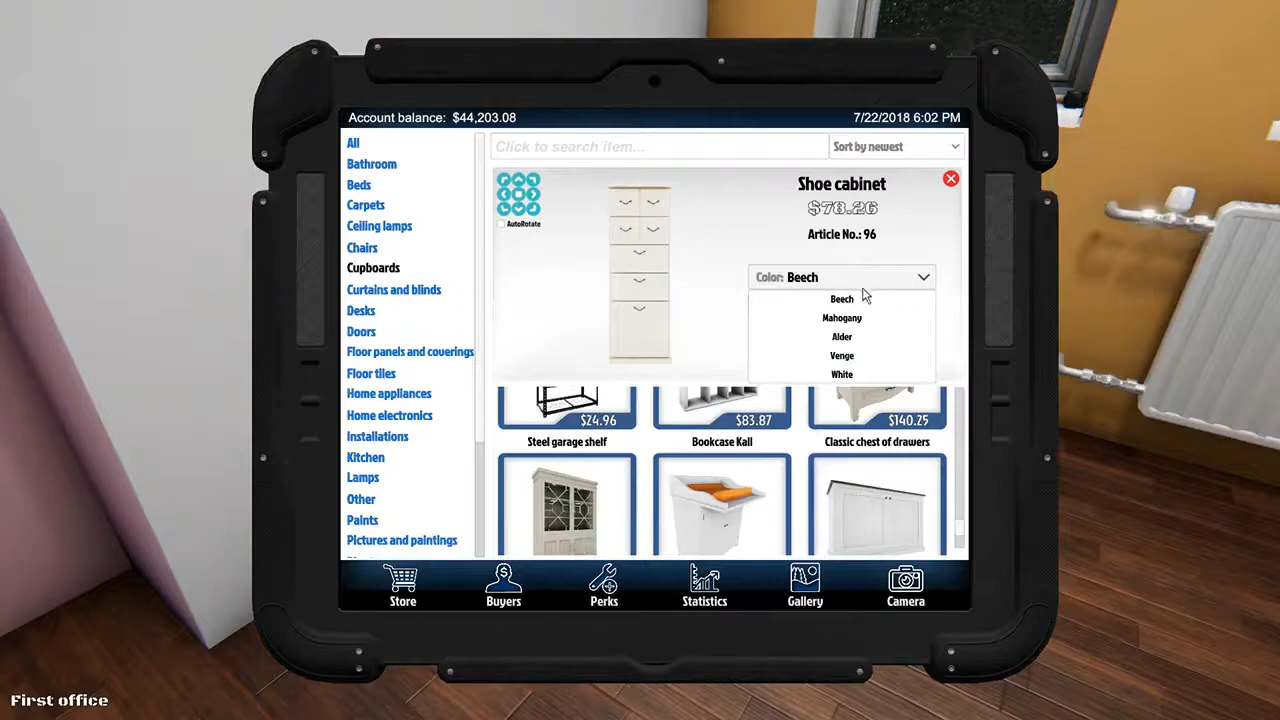 Account balance: $44,203.08
7/22/2018 6:02 PM
All
Bathroom
Beds
Carpets
Ceiling lamps
Chairs
Cupboards
Curtains and blinds
Desks
Doors
Floor panels and coverings
Floor tiles
Home appliances
Home electronics
Installations
Kitchen
Lamps
Other
Paints
Pictures and paintings
Click to search item...
Sort by newest
AutoRotate
Shoe cabinet
$78.26
Article No.: 96
Color: Beech
Beech
Mahogany
Alder
Venge
White
$24.96
$83.87
$140.25
Steel garage shelf
Bookcase Kall
Classic chest of drawers
Store
Buyers
Perks
Statistics
Gallery
Camera
First office